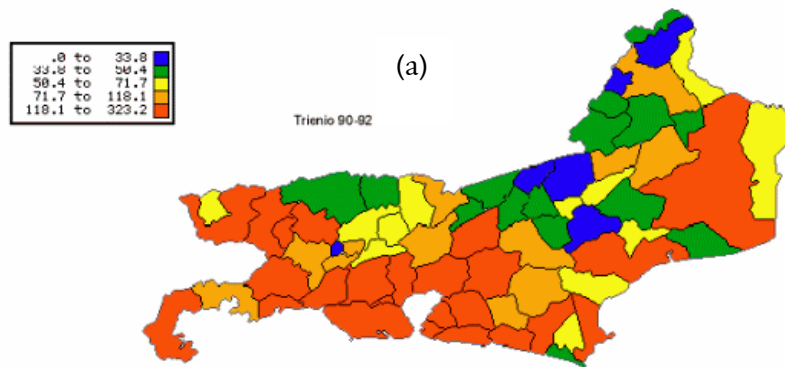 .0 to 33.8
33.8 to 50.4
50.4 to 71.7
71.7 to 118.1
118.1 to 323.2
(a)
Trienio 90-92